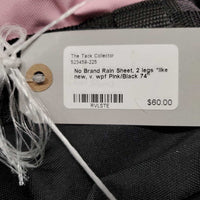 The Tack Collector
523459-225
No Brand Rain Sheet, 2 legs *like
new, v. wpf Pink/Black 74"
RVLSTE
$60.00